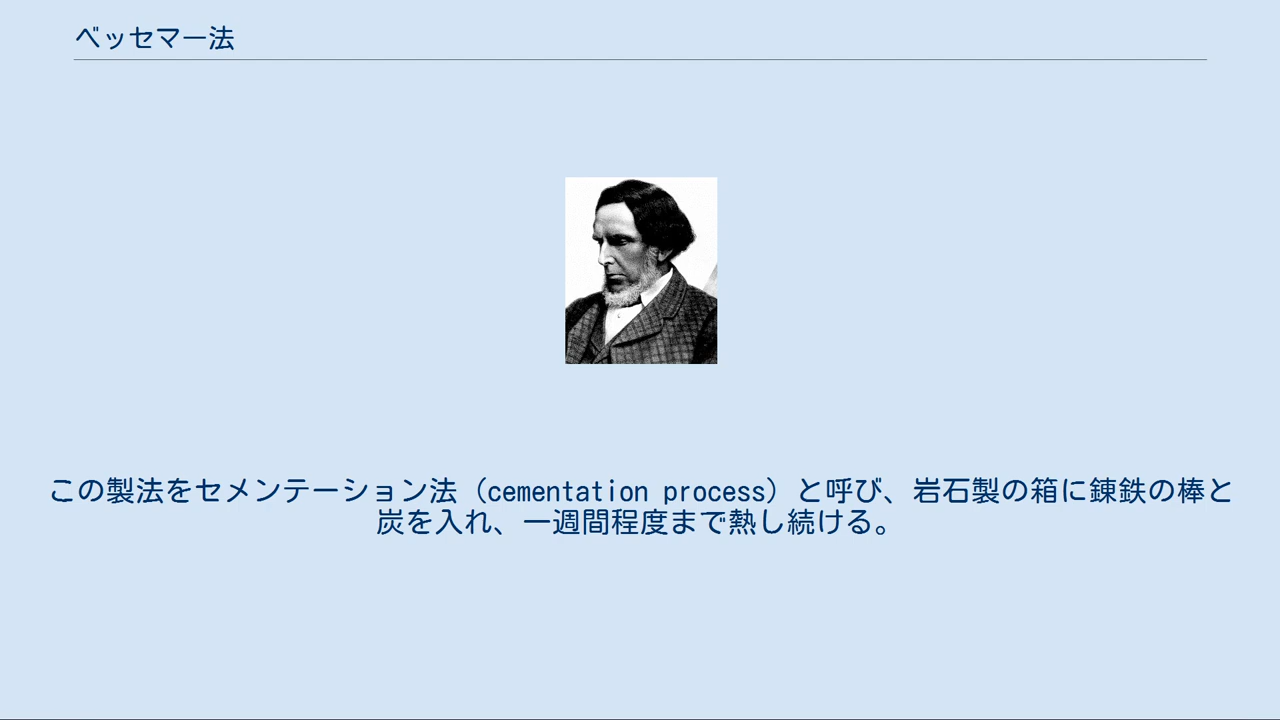 ベッセマー法
この製法をセメンテーション法（cementation process）と呼び、岩石製の箱に錬鉄の棒と
炭を入れ、一週間程度まで熱し続ける。